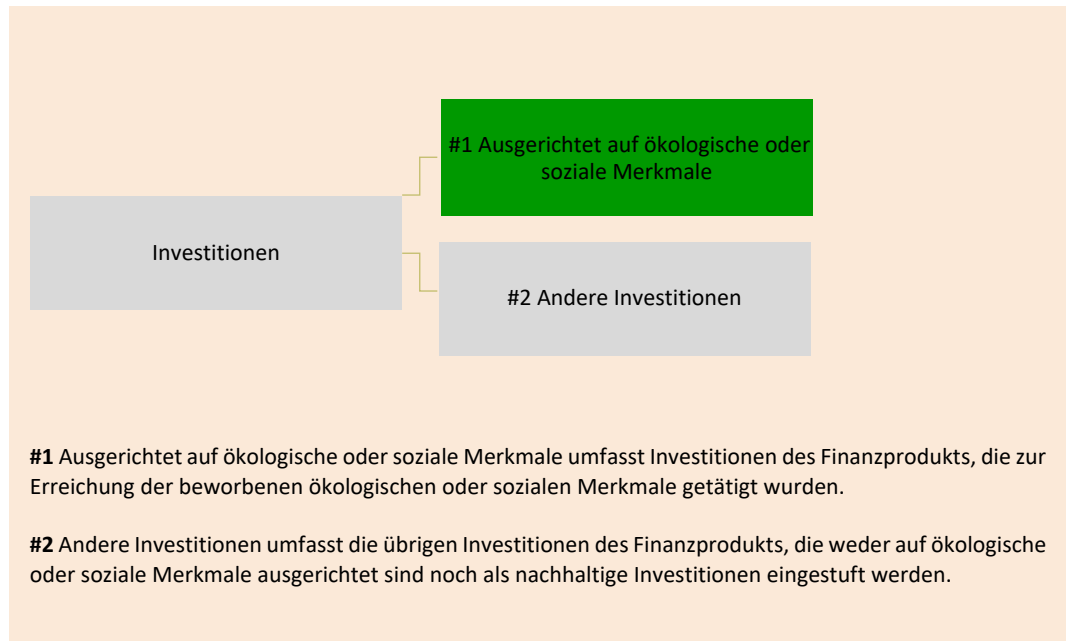 #1 Ausgerichtet auf ökologische oder
soziale Merkmale
Investitionen
#2 Andere Investitionen
#1 Ausgerichtet auf ökologische oder soziale Merkmale umfasst Investitionen des Finanzprodukts, die zur
Erreichung der beworbenen ökologischen oder sozialen Merkmale getätigt wurden.
#2 Andere Investitionen umfasst die übrigen Investitionen des Finanzprodukts, die weder auf ökologische
oder soziale Merkmale ausgerichtet sind noch als nachhaltige Investitionen eingestuft werden.